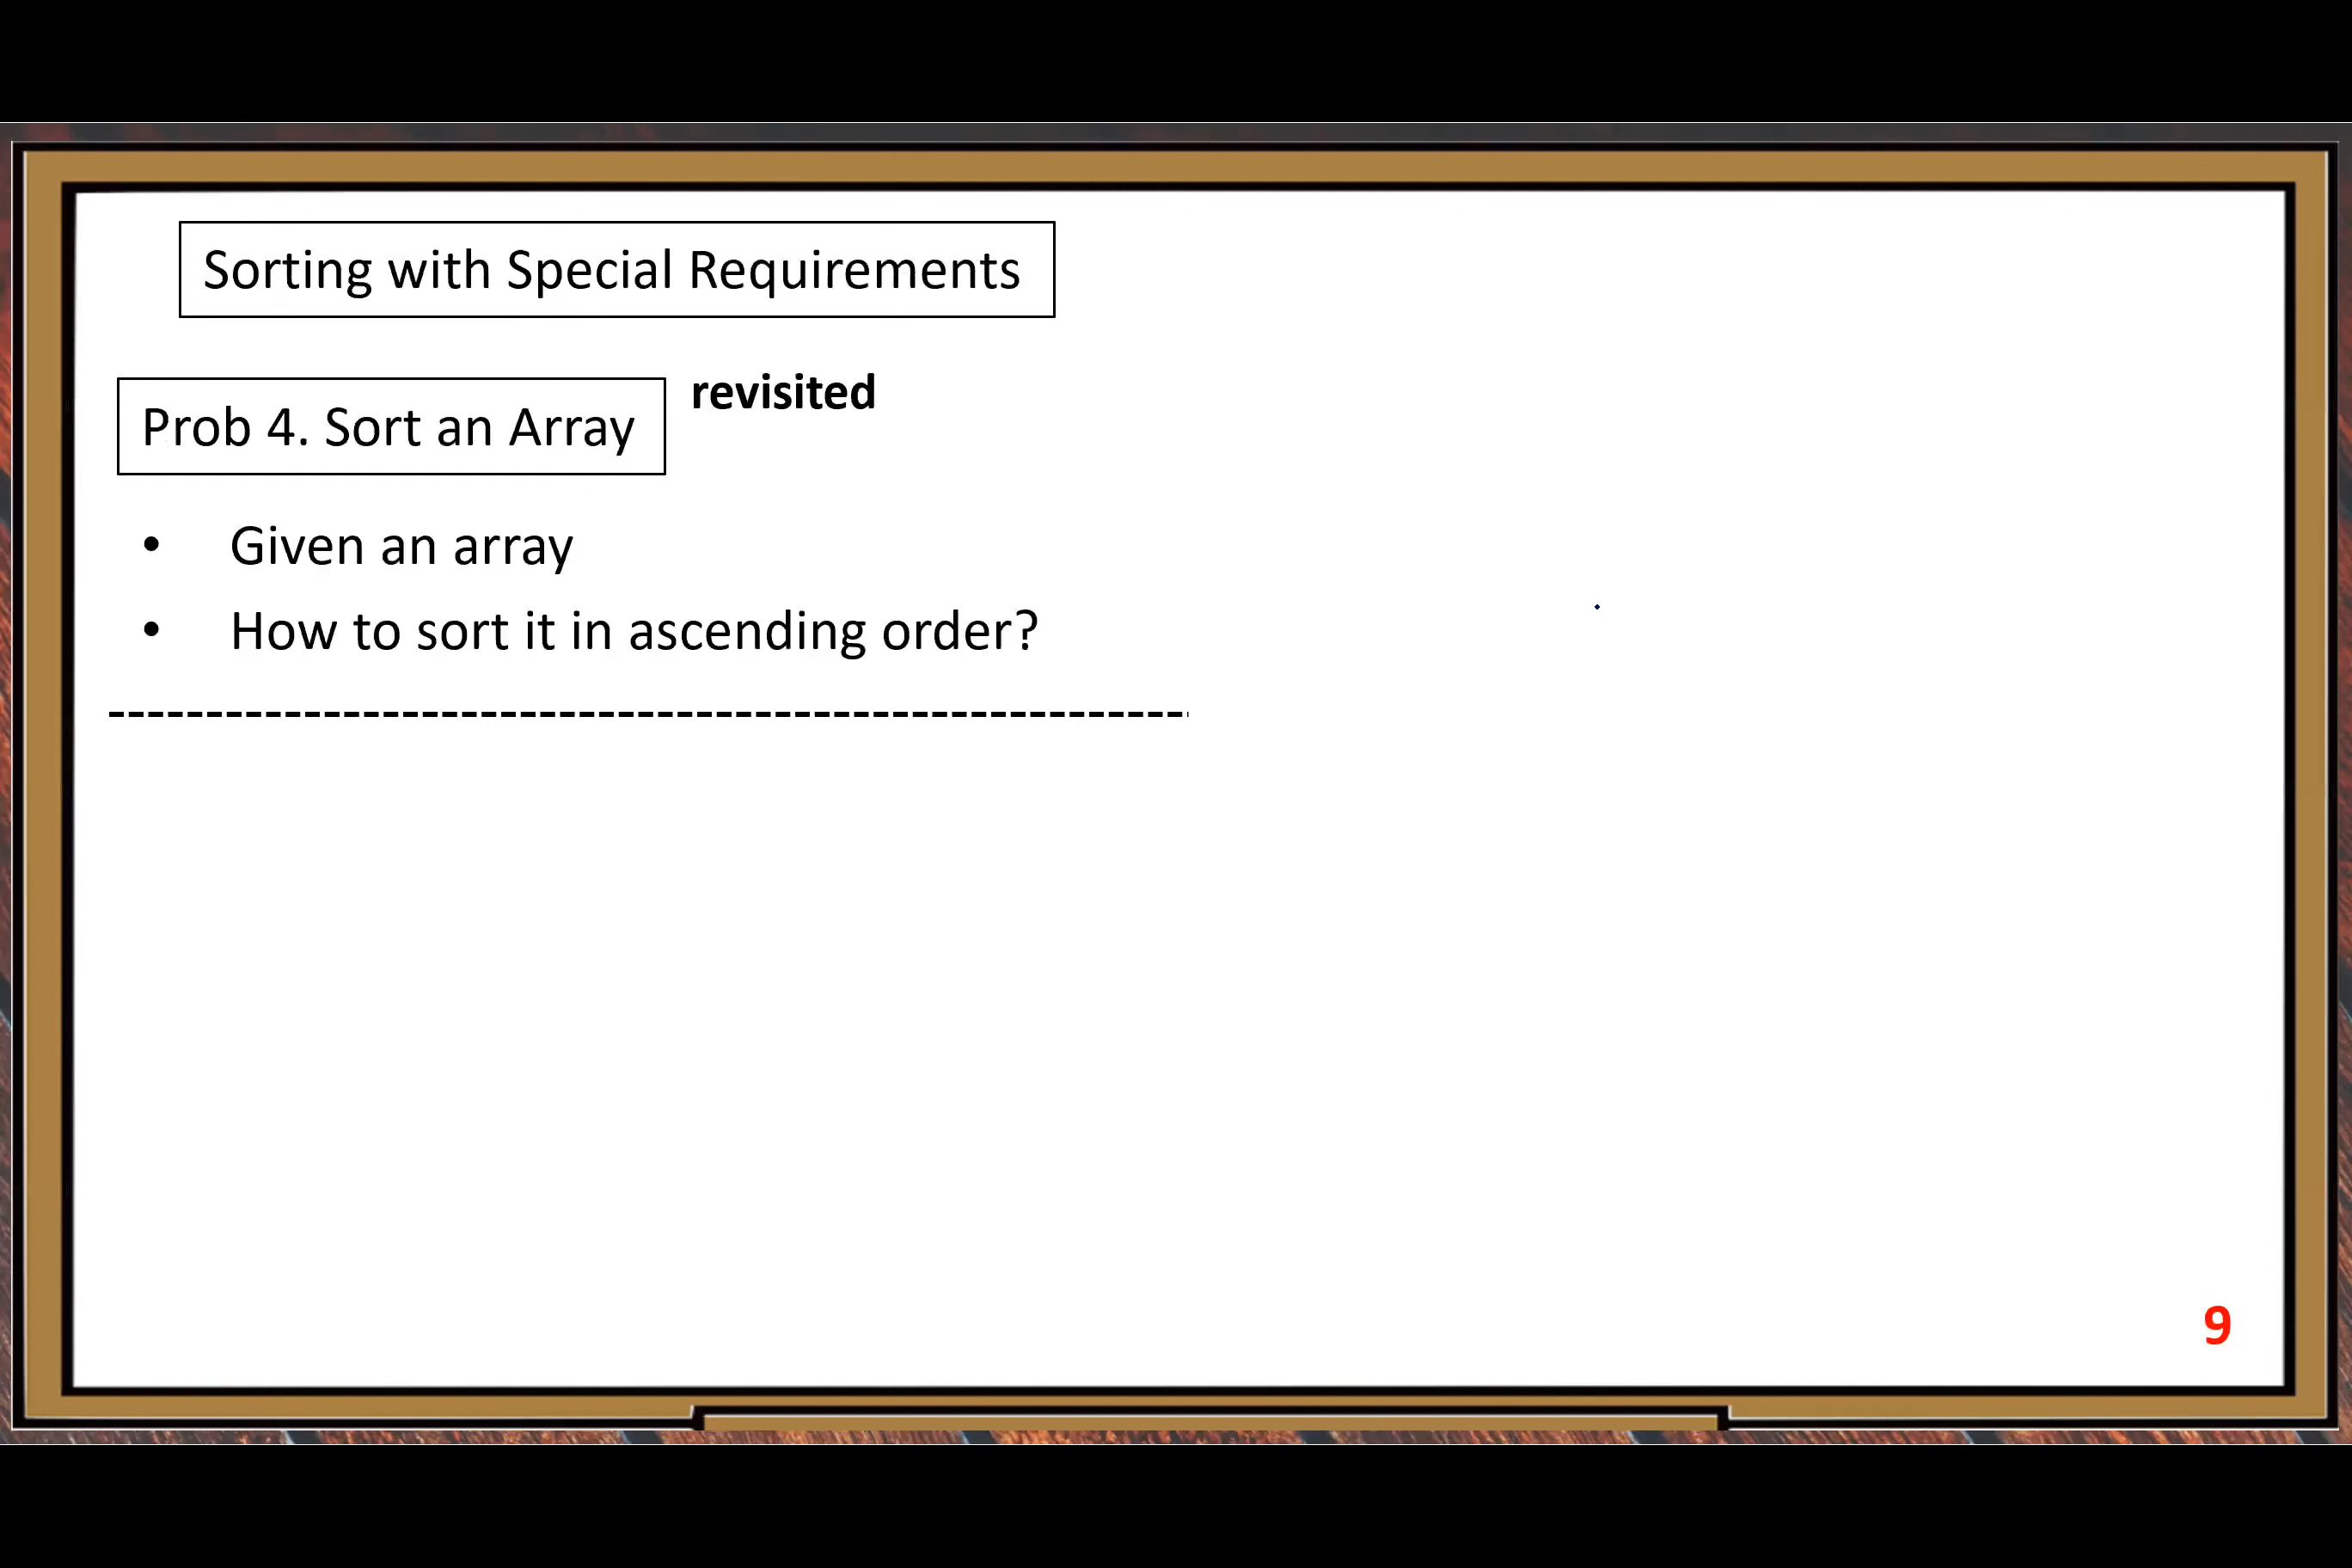 Sorting with Special Requirements
revisited
Prob 4. Sort an Array
• Given an array
• How to sort it in ascending order?
-------------------------------------------------------
9